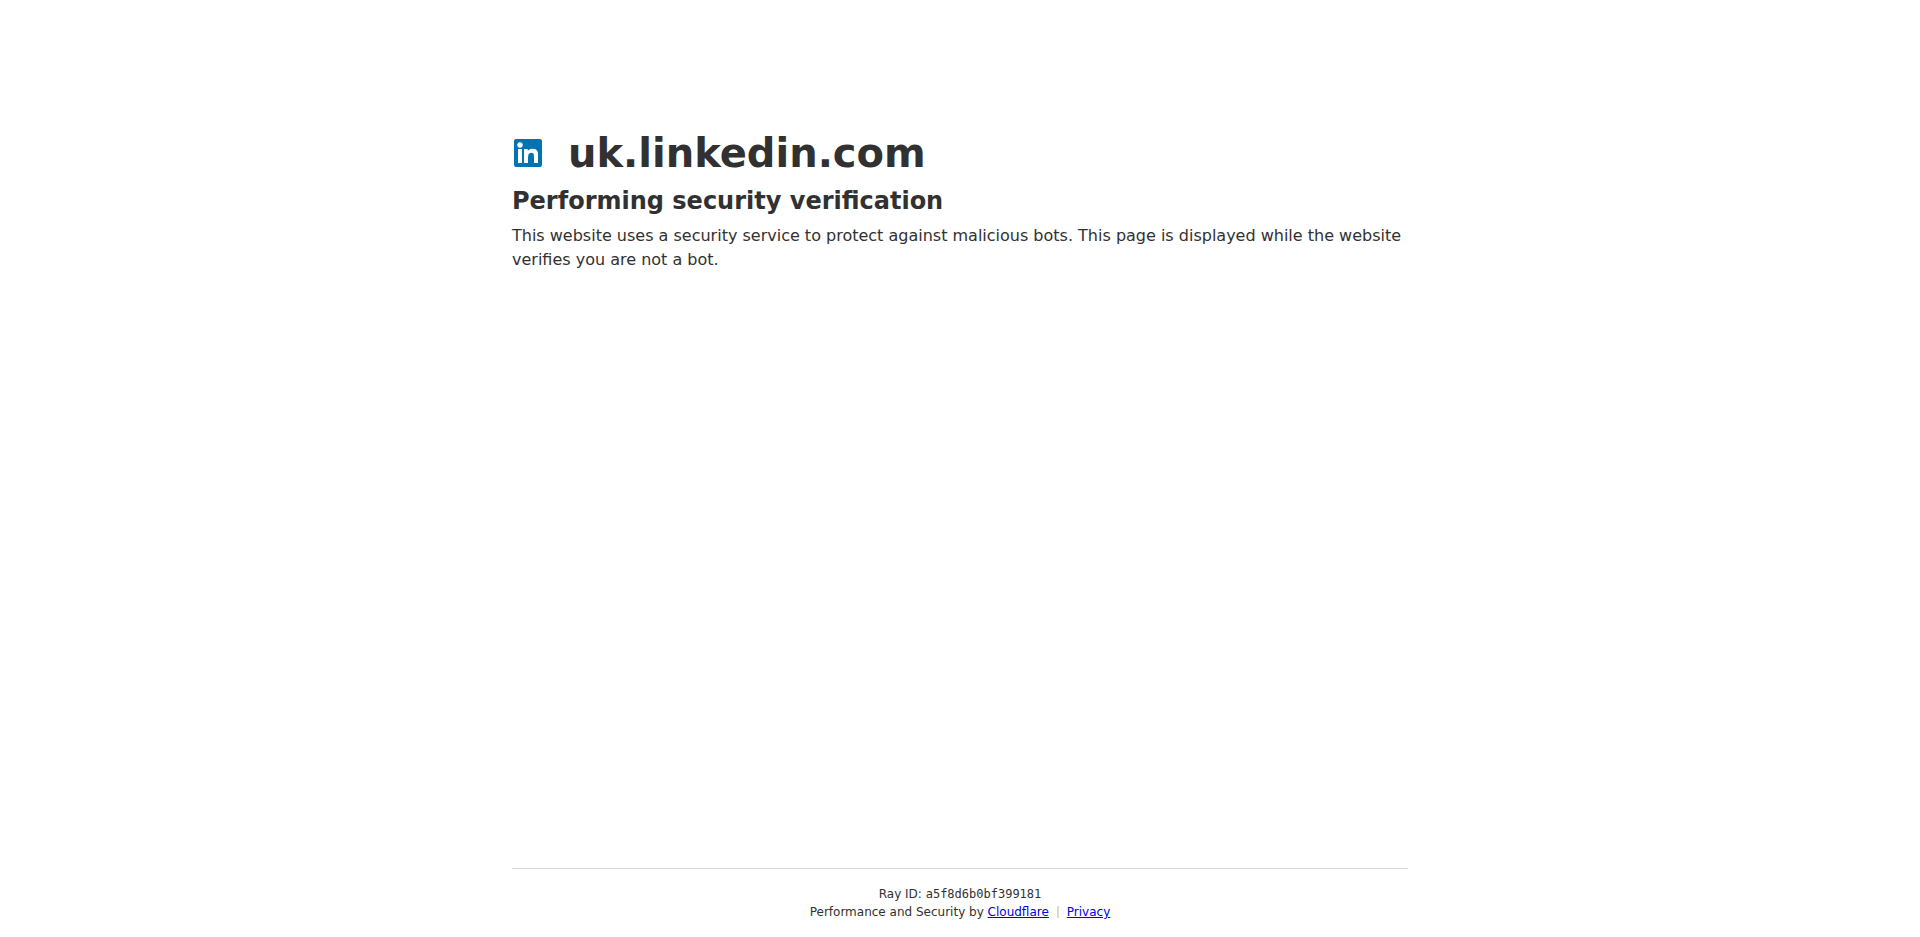 uk.linkedin.com
Performing security verification
This website uses a security service to protect against malicious bots. This page is displayed while the website
verifies you are not a bot.
Ray ID: a5f8d6b0bf399181
Performance and Security by Cloudflare | Privacy